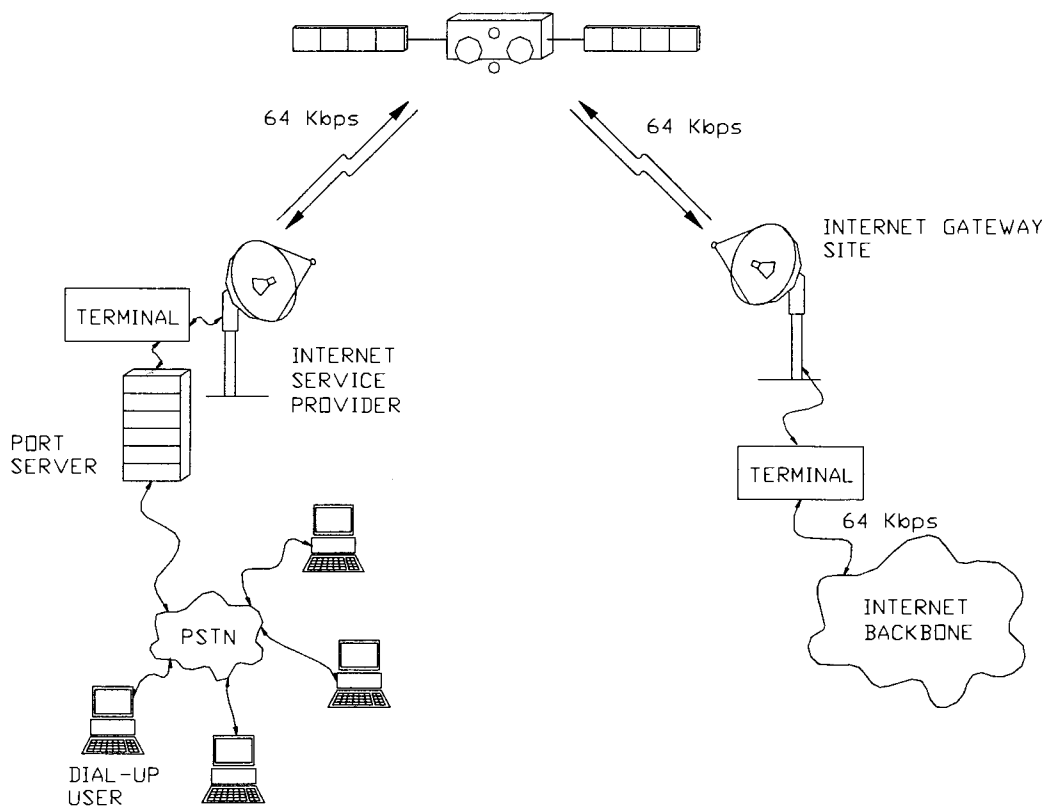 64 Kbps
64 Kbps
INTERNET GATEWAY
SITE
TERMINAL
INTERNET
SERVICE
PROVIDER
PORT
SERVER
TERMINAL
64 Kbps
INTERNET
BACKBONE
PSTN
DIAL-UP
USER